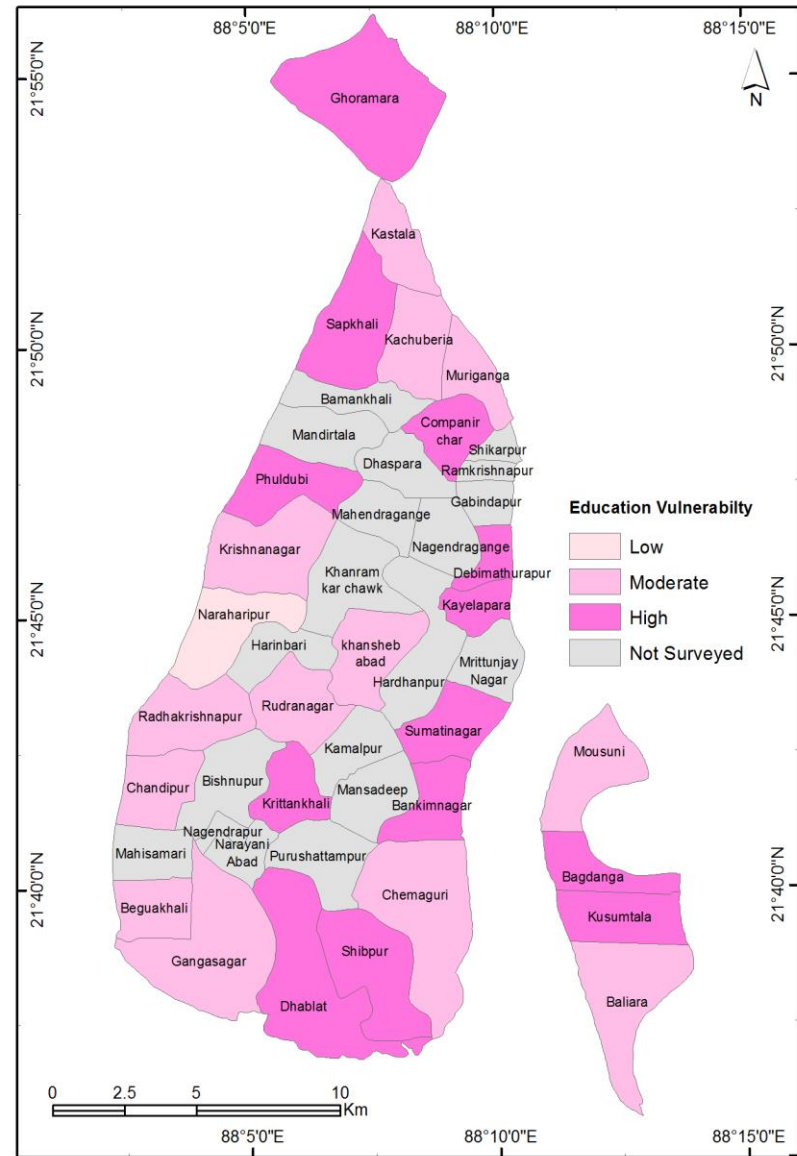 88°5'0"E
88°10'0"E
88°15'0"E
21°55'0"N
N
Ghoramara
Kastala
21°50'0"N
21°50'0"N
Sapkhali
Kachuberia
Muriganga
Bamankhali
Companir
char
Mandirtala
Shikarpur
Dhaspara
Ramkrishnapur
Phuldubi
Gabindapur
Mahendragange
Nagendragange
Krishnanagar
Debimathurapur
Khanram
kar chawk
Kayelapara
Education Vulnerabilty
Low
Moderate
High
Not Surveyed
21°45'0"N
21°45'0"N
Naraharipur
Harinbari
khansheb
abad
Mrittunjay
Nagar
Hardhanpur
Radhakrishnapur
Rudranagar
Sumatinagar
Kamalpur
Mousuni
Chandipur
Bishnupur
Krittankhali
Mansadeep
Bankimnagar
Nagendrapur
Mahisamari
Narayani
Abad
Purushattampur
21°40'0"N
21°40'0"N
Bagdanga
Chemaguri
Beguakhali
Kusumtala
Gangasagar
Shibpur
Dhablat
Baliara
0 2.5 5 10
Km
88°5'0"E
88°10'0"E
88°15'0"E